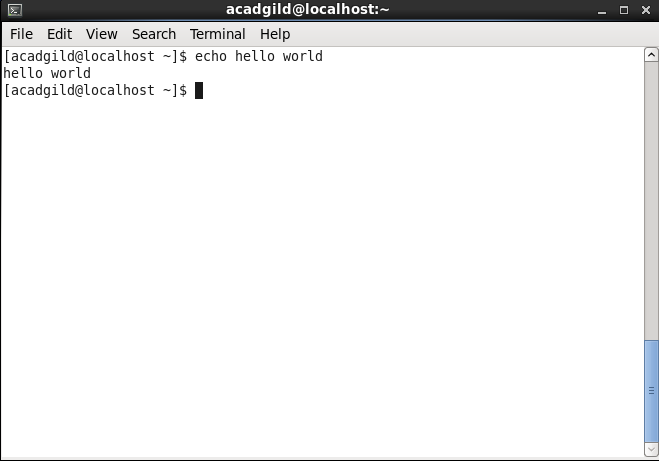 acadgild@localhost:~
File Edit View Search Terminal Help
[acadgild@localhost ~]$ echo hello world
hello world
[acadgild@localhost ~]$